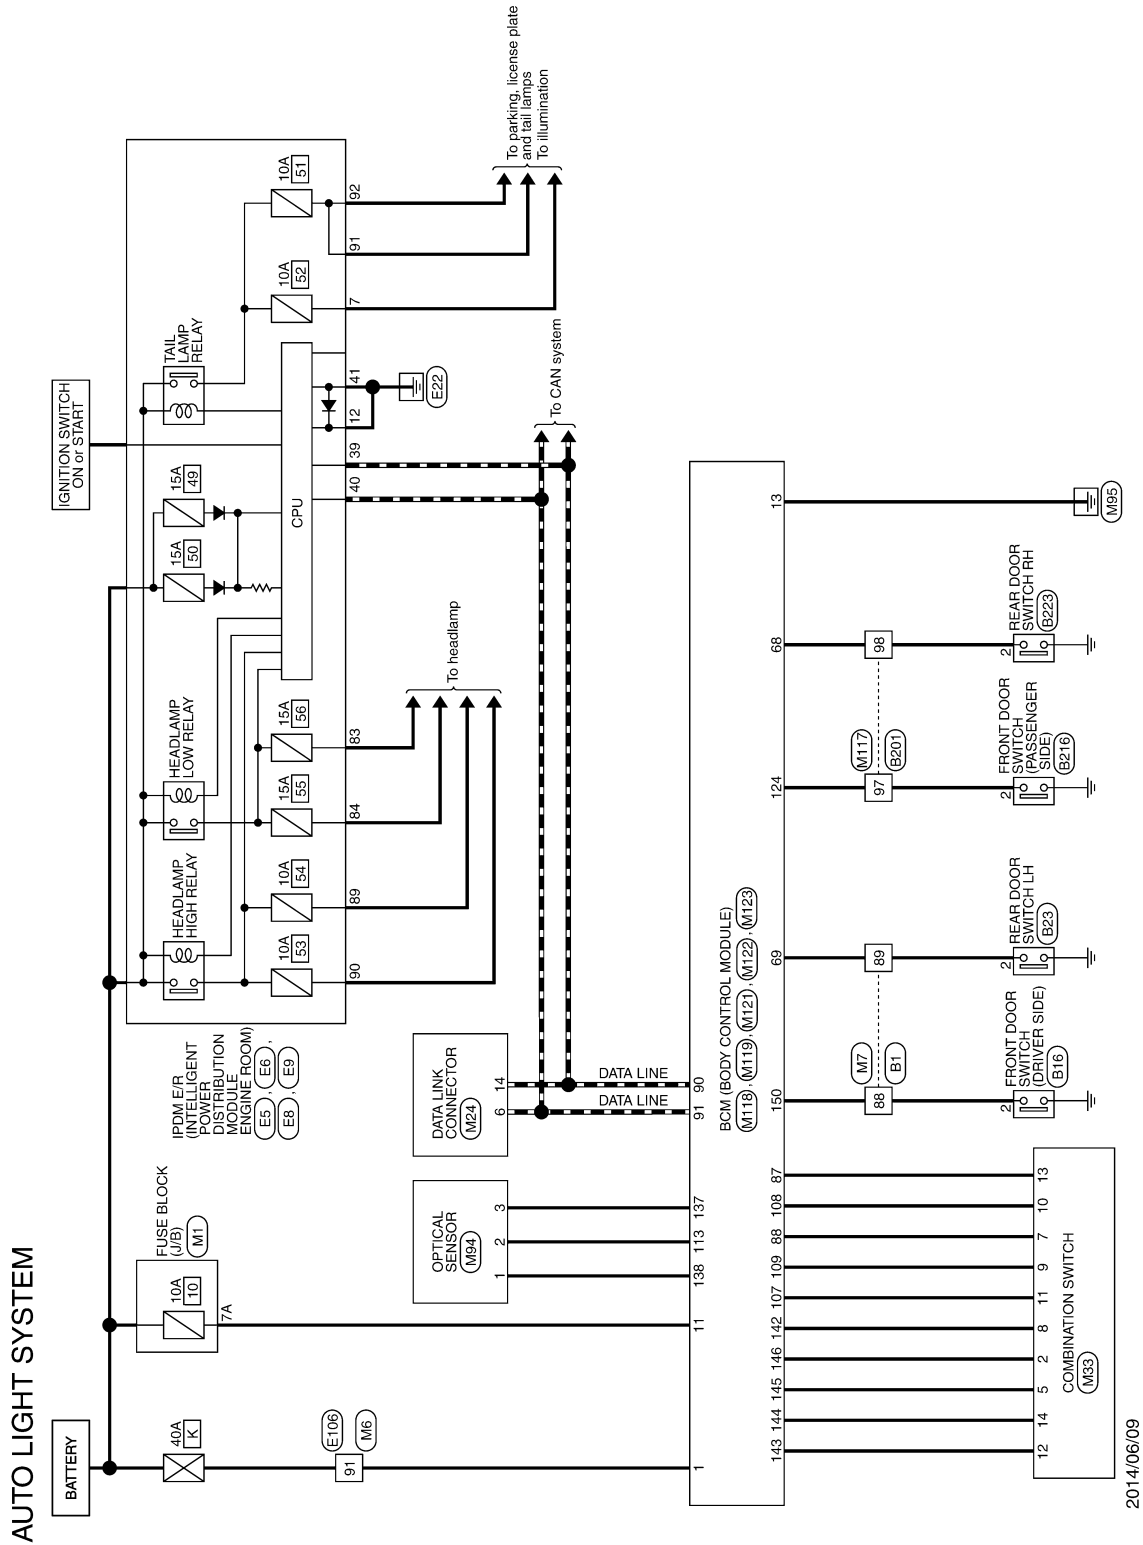 AUTO LIGHT SYSTEM
BATTERY
40A
K
E106
91
M6
1
FUSE BLOCK
(J/B)
M1
10A
10
7A
11
IGNITION SWITCH
ON or START
IPDM E/R
(INTELLIGENT
POWER
DISTRIBUTION
MODULE
ENGINE ROOM)
E5 , E6 ,
E8 , E9
HEADLAMP
HIGH RELAY
HEADLAMP
LOW RELAY
TAIL
LAMP
RELAY
15A
50
15A
49
CPU
10A
53
10A
54
15A
55
15A
56
10A
52
10A
51
90
89
84
83
40
39
12
41
7
91
92
E22
To headlamp
To CAN system
To parking, license plate
and tail lamps
To illumination
OPTICAL
SENSOR
M94
1
2
3
138
113
137
DATA LINK
CONNECTOR
M24
6
14
DATA LINE
DATA LINE
91
90
BCM (BODY CONTROL MODULE)
M118 , M119 , M121 , M122 , M123
143
144
145
146
142
107
109
88
108
87
150
69
124
68
13
12
14
5
2
8
11
9
7
10
13
COMBINATION SWITCH
M33
88
M7
B1
89
97
M117
B201
98
2
FRONT DOOR
SWITCH
(DRIVER SIDE)
B16
2
REAR DOOR
SWITCH LH
B23
2
FRONT DOOR
SWITCH
(PASSENGER
SIDE)
B216
2
REAR DOOR
SWITCH RH
B223
M95
2014/06/09